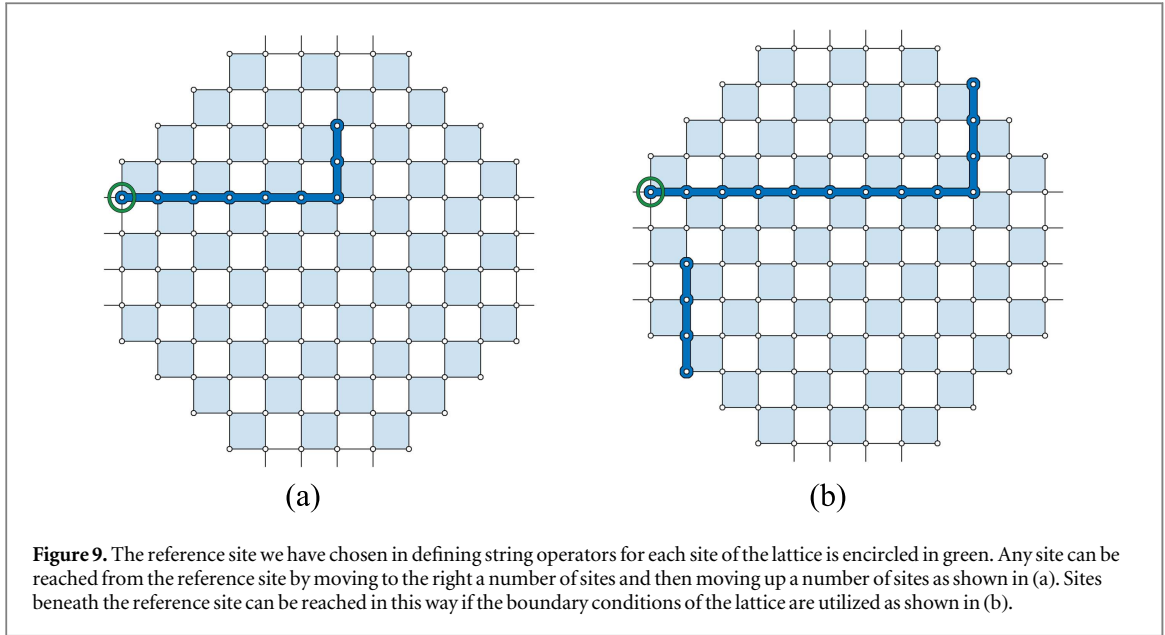 (a)
(b)
Figure 9. The reference site we have chosen in defining string operators for each site of the lattice is encircled in green. Any site can be
reached from the reference site by moving to the right a number of sites and then moving up a number of sites as shown in (a). Sites
beneath the reference site can be reached in this way if the boundary conditions of the lattice are utilized as shown in (b).